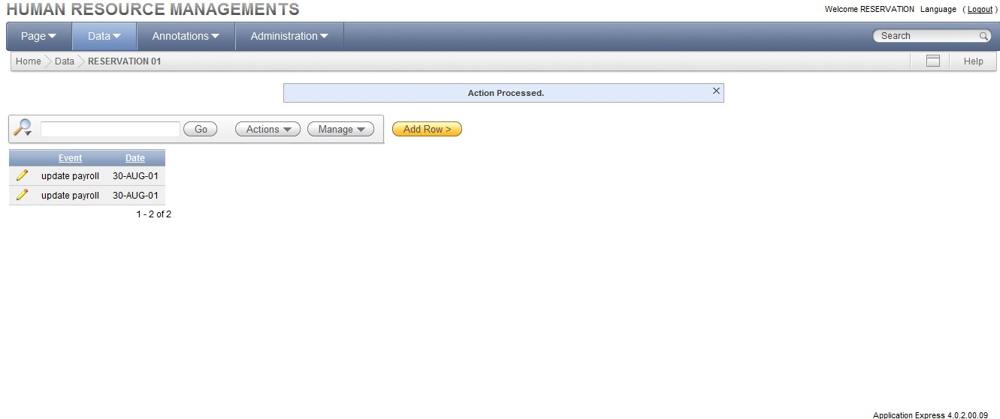 HUMAN RESOURCE MANAGEMENTS
Welcome RESERVATION Language ( Logout )
Page Data Annotations Administration Search
Home Data RESERVATION 01 Help
Action Processed.
Go Actions Manage Add Row >
Event Date
update payroll 30-AUG-01
update payroll 30-AUG-01
1 - 2 of 2
Application Express 4.0.2.00.09